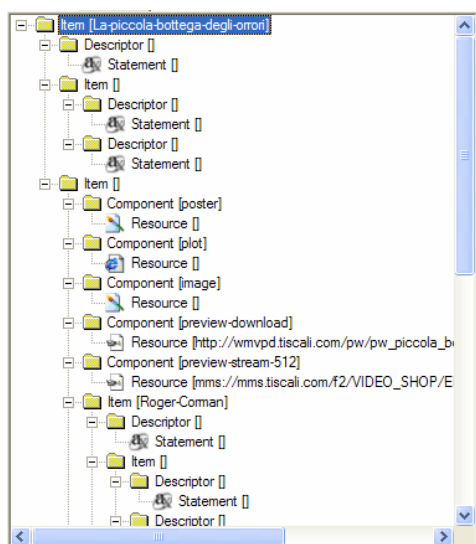 Item [La-piccola-bottega-degli-orrori]
Descriptor []
Statement []
Item []
Descriptor []
Statement []
Descriptor []
Statement []
Item []
Component [poster]
Resource []
Component [plot]
Resource []
Component [image]
Resource []
Component [preview-download]
Resource [http://wmvpd.tiscali.com/pw/pw_piccola_b
Component [preview-stream-512]
Resource [mms://mms.tiscali.com/f2/VIDEO_SHOP/E
Item [Roger-Corman]
Descriptor []
Statement []
Item []
Descriptor []
Statement []
Descriptor []